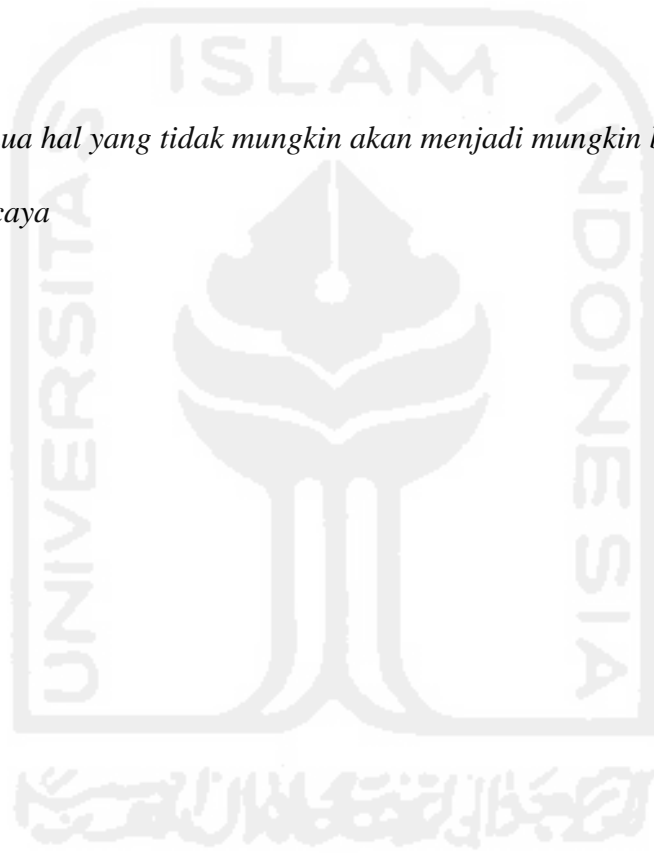 ISLAM
ua hal yang tidak mungkin akan menjadi mungkin
caya
UNIVERSITAS
INDONESIA